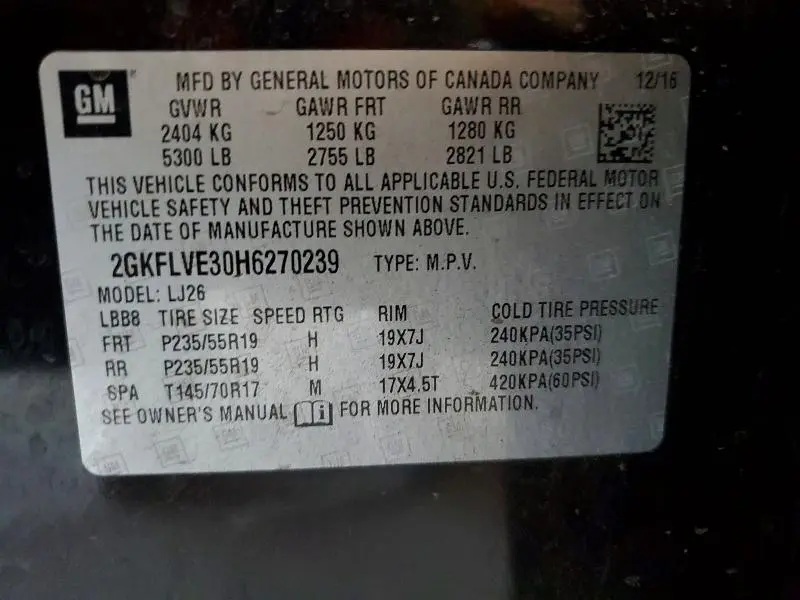 GM MFD BY GENERAL MOTORS OF CANADA COMPANY 12/16
GVWR GAWR FRT GAWR RR
2404 KG 1250 KG 1280 KG
5300 LB 2755 LB 2821 LB
THIS VEHICLE CONFORMS TO ALL APPLICABLE U.S. FEDERAL MOTOR
VEHICLE SAFETY AND THEFT PREVENTION STANDARDS IN EFFECT ON
THE DATE OF MANUFACTURE SHOWN ABOVE.
2GKFLVE30H6270239 TYPE: M.P.V.
MODEL: LJ26
LBB8 TIRE SIZE SPEED RTG RIM COLD TIRE PRESSURE
FRT P235/55R19 H 19X7J 240KPA(35PSI)
RR P235/55R19 H 19X7J 240KPA(35PSI)
SPA T145/70R17 M 17X4.5T 420KPA(60PSI)
SEE OWNER'S MANUAL i FOR MORE INFORMATION.